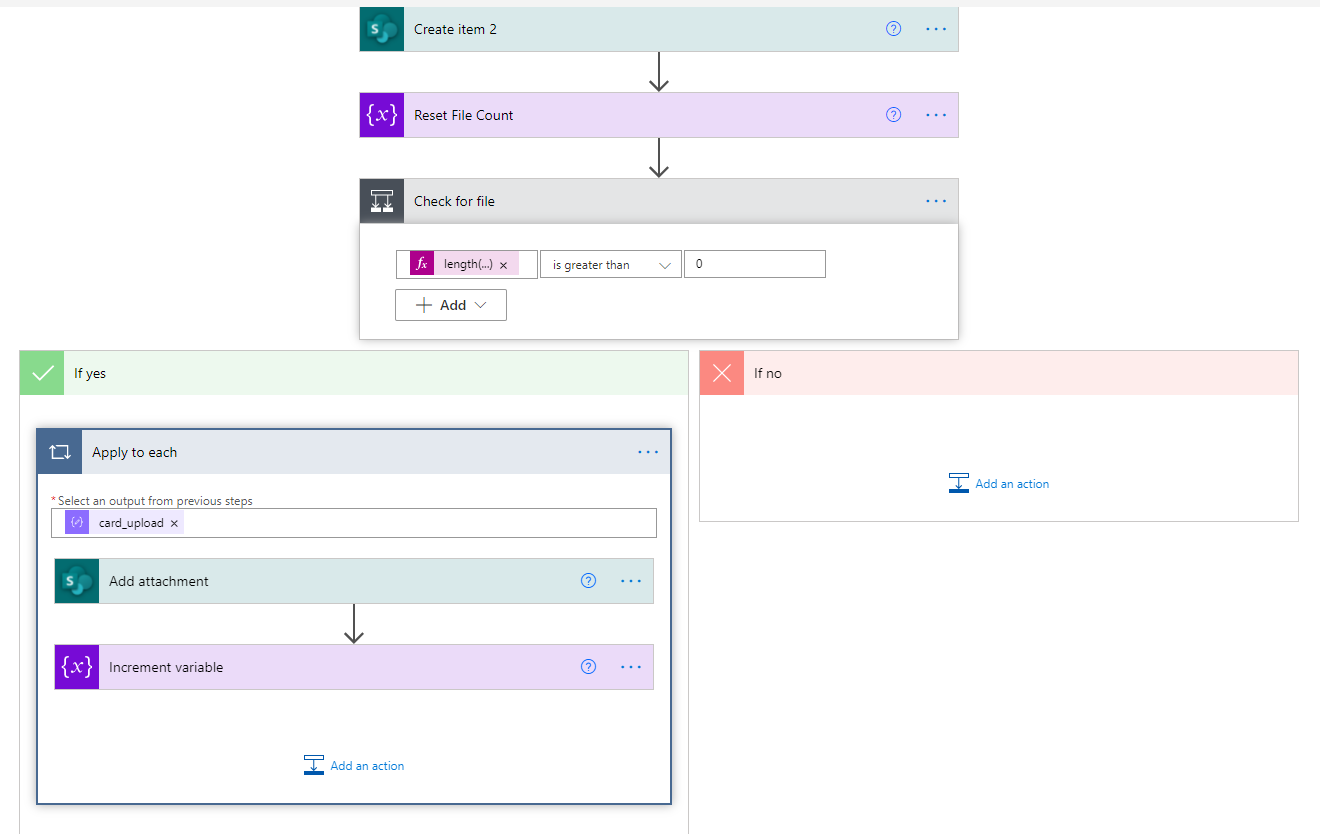 Create item 2
{x} Reset File Count
Check for file
fx length(...) × is greater than 0
Add
If yes
If no
Apply to each
Add an action
* Select an output from previous steps
card_upload ×
S Add attachment
{x} Increment variable
Add an action